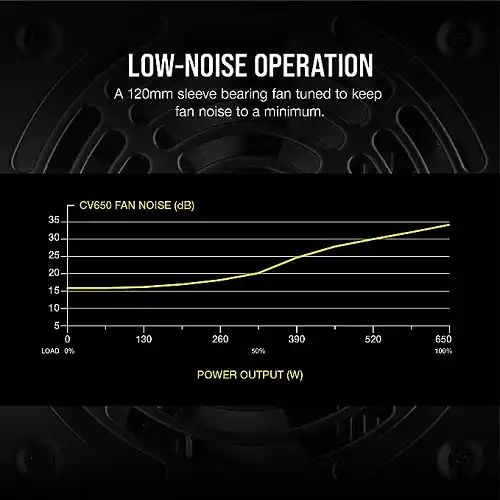 LOW-NOISE OPERATION
A 120mm sleeve bearing fan tuned to keep
fan noise to a minimum.
CV650 FAN NOISE (dB)
35
30
25
20
15
10
5
0 130 260 390 520 650
LOAD 0% 50% 100%
POWER OUTPUT (W)